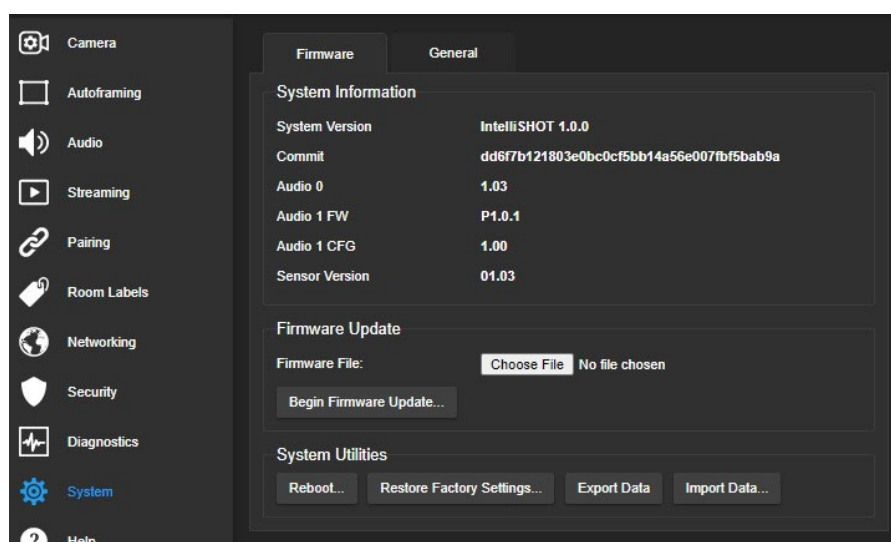 Camera
Autoframing
Audio
Streaming
Pairing
Room Labels
Networking
Security
Diagnostics
System
Help
Firmware General
System Information
System Version IntelliSHOT 1.0.0
Commit dd6f7b121803e0bc0cf5bb14a56e007fbf5bab9a
Audio 0 1.03
Audio 1 FW P1.0.1
Audio 1 CFG 1.00
Sensor Version 01.03
Firmware Update
Firmware File: Choose File No file chosen
Begin Firmware Update...
System Utilities
Reboot... Restore Factory Settings... Export Data Import Data...